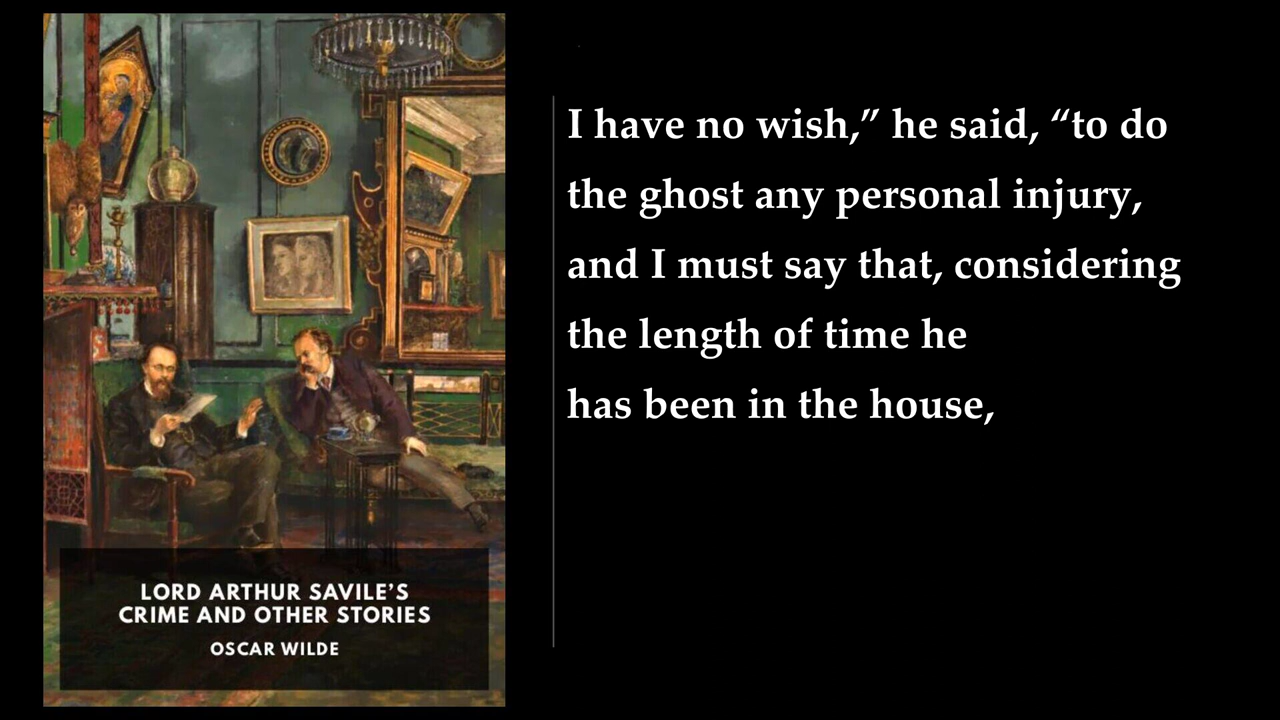 I have no wish,” he said, “to do
the ghost any personal injury,
and I must say that, considering
the length of time he
has been in the house,
LORD ARTHUR SAVILE’S
CRIME AND OTHER STORIES
OSCAR WILDE